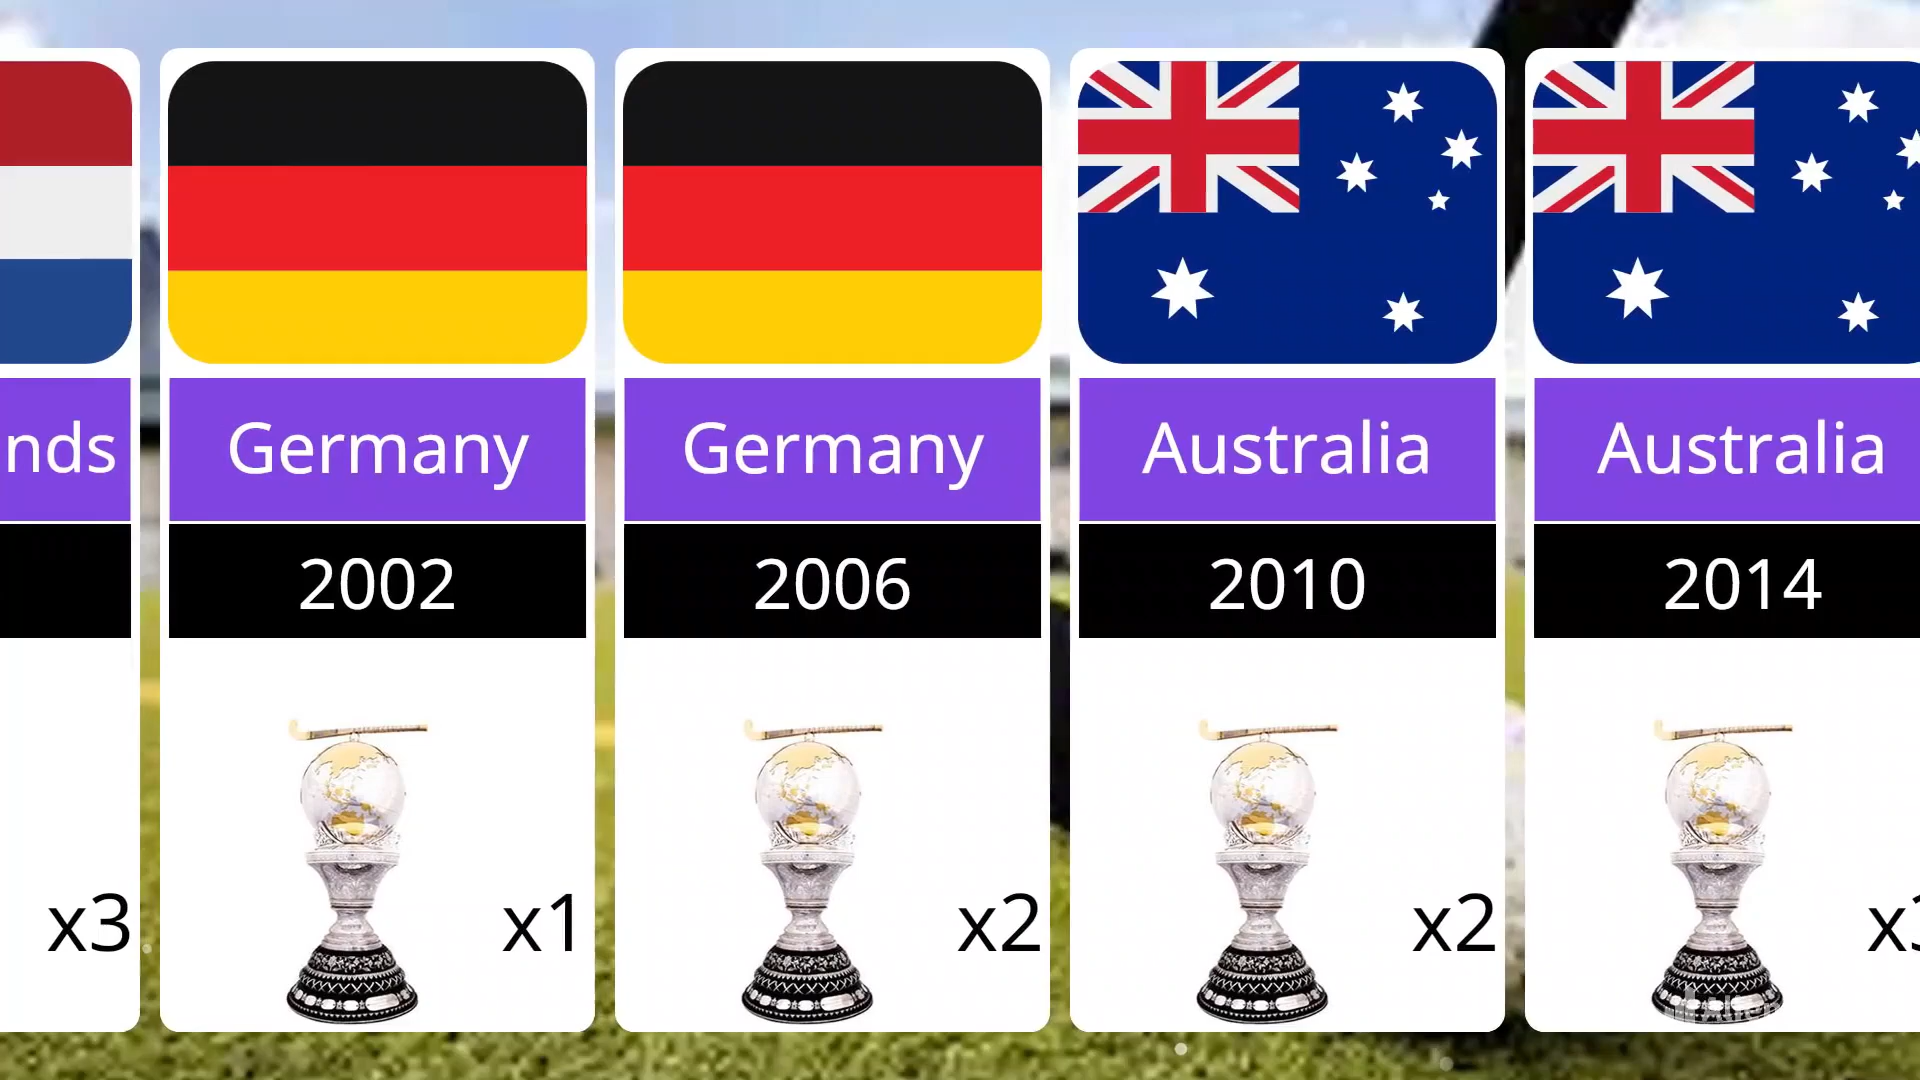 nds
Germany
Germany
Australia
Australia
2002
2006
2010
2014
x3
x1
x2
x2